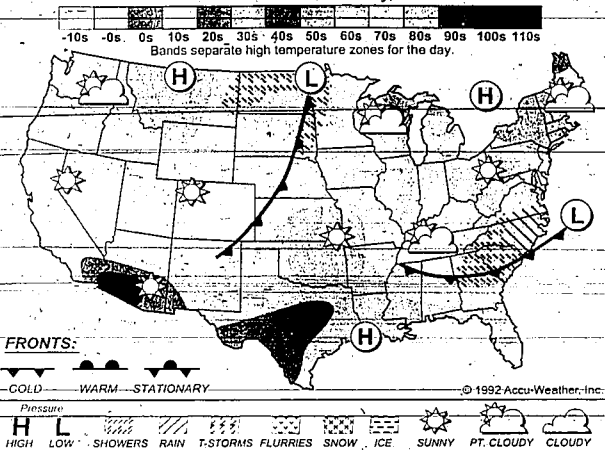 -10s -0s 0s 10s 20s 30s 40s 50s 60s 70s 80s 90s 100s 110s
Bands separate high temperature zones for the day.
H
L
H
L
H
FRONTS:
COLD WARM STATIONARY
© 1992 Accu-Weather, Inc.
Pressure
H L
HIGH LOW SHOWERS RAIN T-STORMS FLURRIES SNOW ICE SUNNY PT. CLOUDY CLOUDY